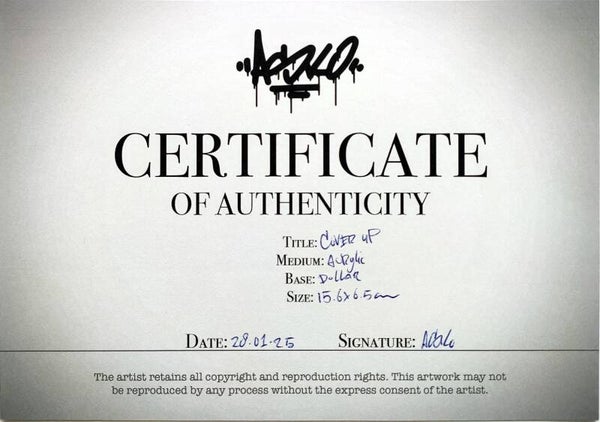 CERTIFICATE
OF AUTHENTICITY
TITLE: COVER UP
MEDIUM: Acrylic
BASE: DOLLAR
SIZE: 15.6x6.5cm
DATE: 28.01.25 SIGNATURE:
The artist retains all copyright and reproduction rights. This artwork may not
be reproduced by any process without the express consent of the artist.